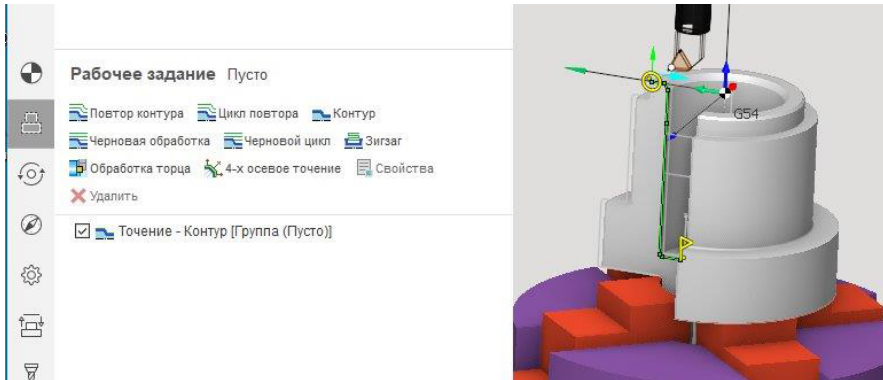 Рабочее задание Пусто
Повтор контура Цикл повтора Контур
Черновая обработка Черновой цикл Зигзаг
Обработка торца 4-х осевое точение Свойства
Удалить
Точение - Контур [Группа (Пусто)]
G54